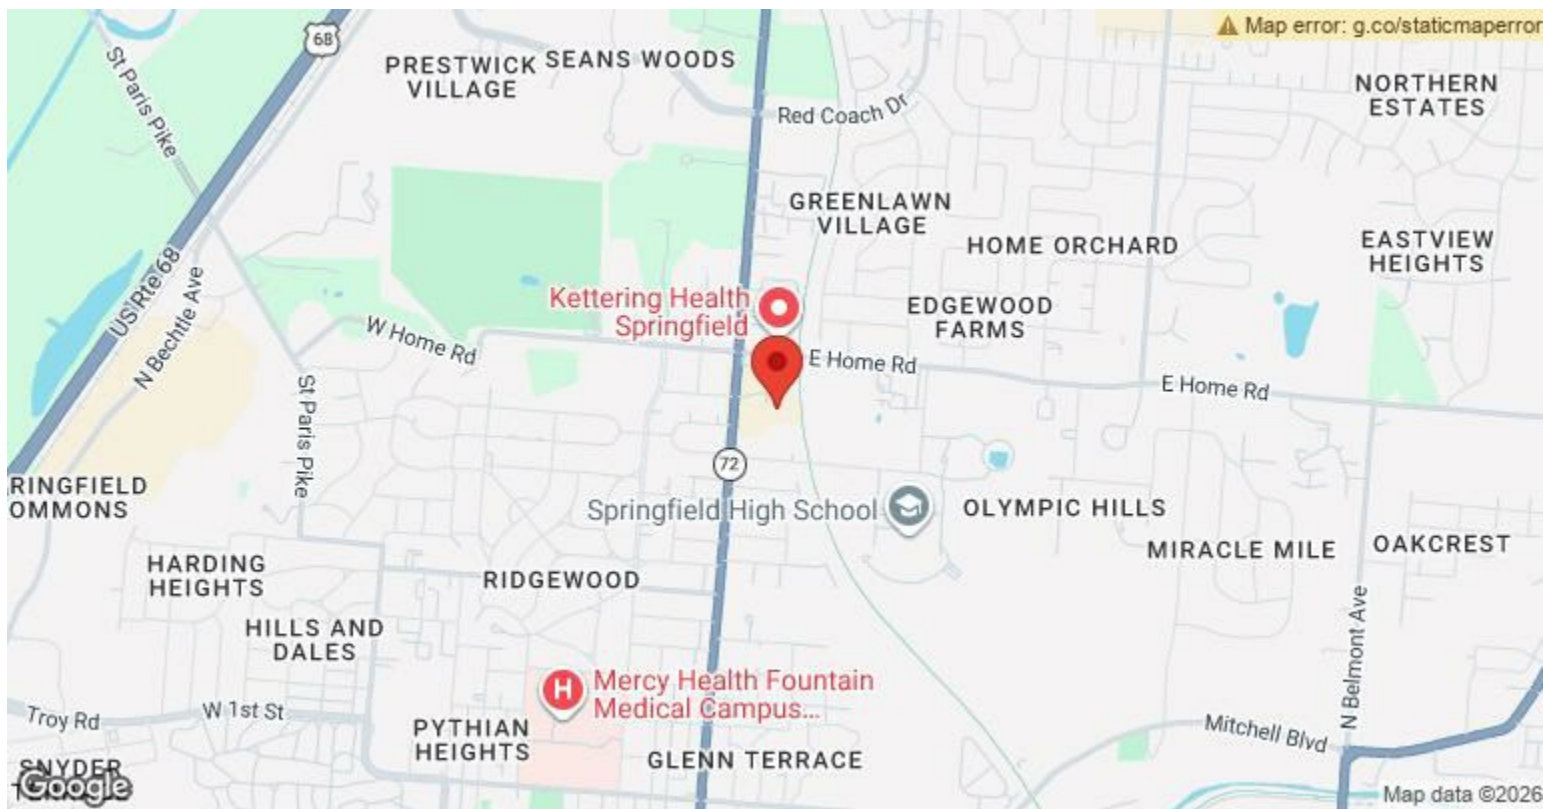 Map error: g.co/staticmaperror
68
St Paris Pike
PRESTWICK
VILLAGE
SEANS WOODS
NORTHERN
ESTATES
Red Coach Dr
GREENLAWN
VILLAGE
HOME ORCHARD
EASTVIEW
HEIGHTS
US Rte 68
N Bechtle Ave
Kettering Health
Springfield
EDGEWOOD
FARMS
W Home Rd
E Home Rd
E Home Rd
St Paris Pike
72
RINGFIELD
OMMONS
Springfield High School
OLYMPIC HILLS
MIRACLE MILE
OAKCREST
HARDING
HEIGHTS
RIDGEWOOD
HILLS AND
DALES
N Belmont Ave
H
Mercy Health Fountain
Medical Campus...
Troy Rd
W 1st St
PYTHIAN
HEIGHTS
Mitchell Blvd
GLENN TERRACE
SNYDER
Google
Map data ©2026